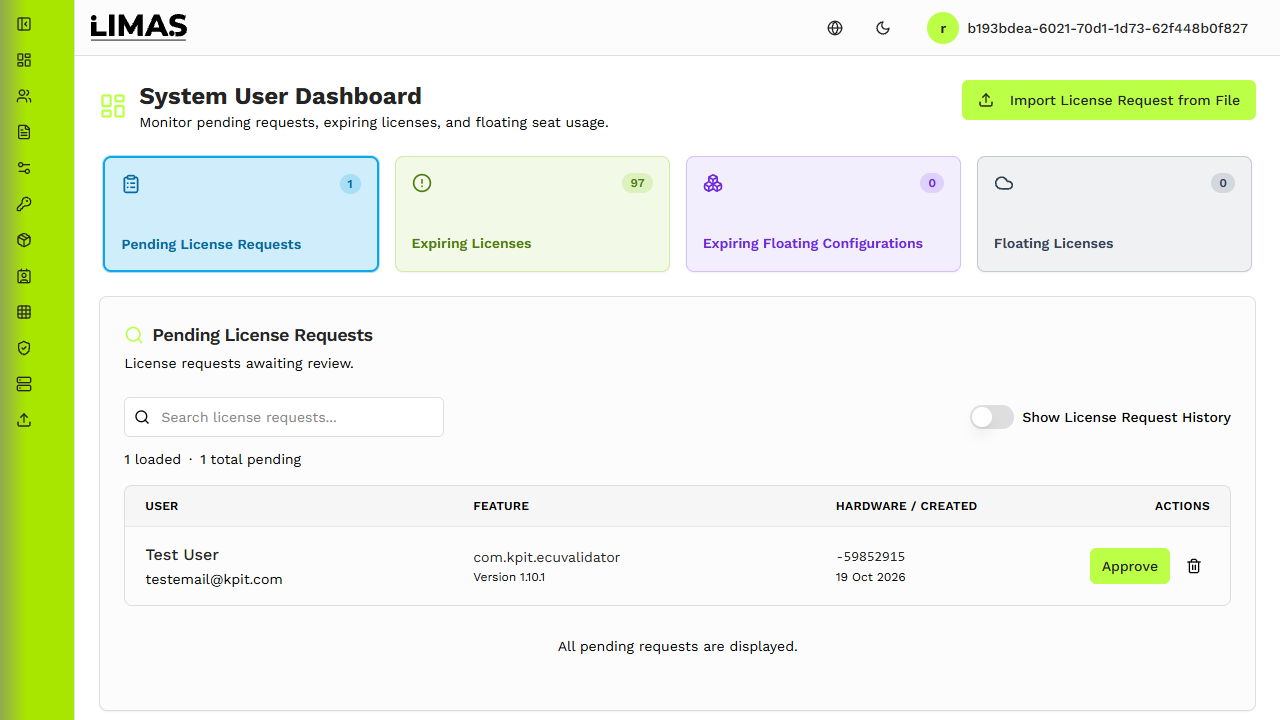 LIMAS
r
b193bdea-6021-70d1-1d73-62f448b0f827
System User Dashboard
Monitor pending requests, expiring licenses, and floating seat usage.
Import License Request from File
1
Pending License Requests
97
Expiring Licenses
0
Expiring Floating Configurations
0
Floating Licenses
Pending License Requests
License requests awaiting review.
Search license requests...
Show License Request History
1 loaded · 1 total pending
USER FEATURE HARDWARE / CREATED ACTIONS
Test User com.kpit.ecuvalidator -59852915
testemail@kpit.com Version 1.10.1 19 Oct 2026
Approve
All pending requests are displayed.